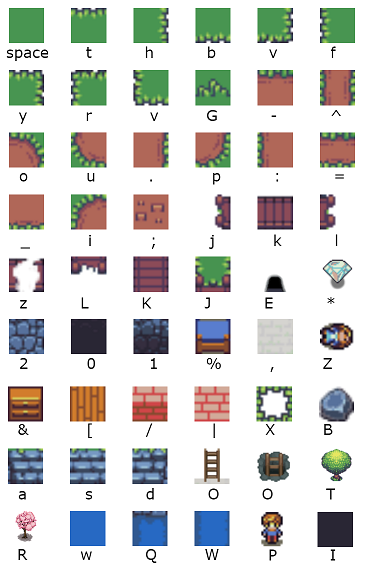 space t h b v f
y r v G - ^
o u . p : =
_ i ; j k l
z L K J E *
2 0 1 % , Z
& [ / | X B
a s d O O T
R w Q W P I